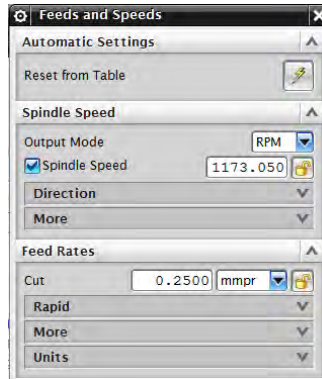 Feeds and Speeds
Automatic Settings
Reset from Table
Spindle Speed
Output Mode RPM
Spindle Speed 1173.050
Direction
More
Feed Rates
Cut 0.2500 mmpr
Rapid
More
Units